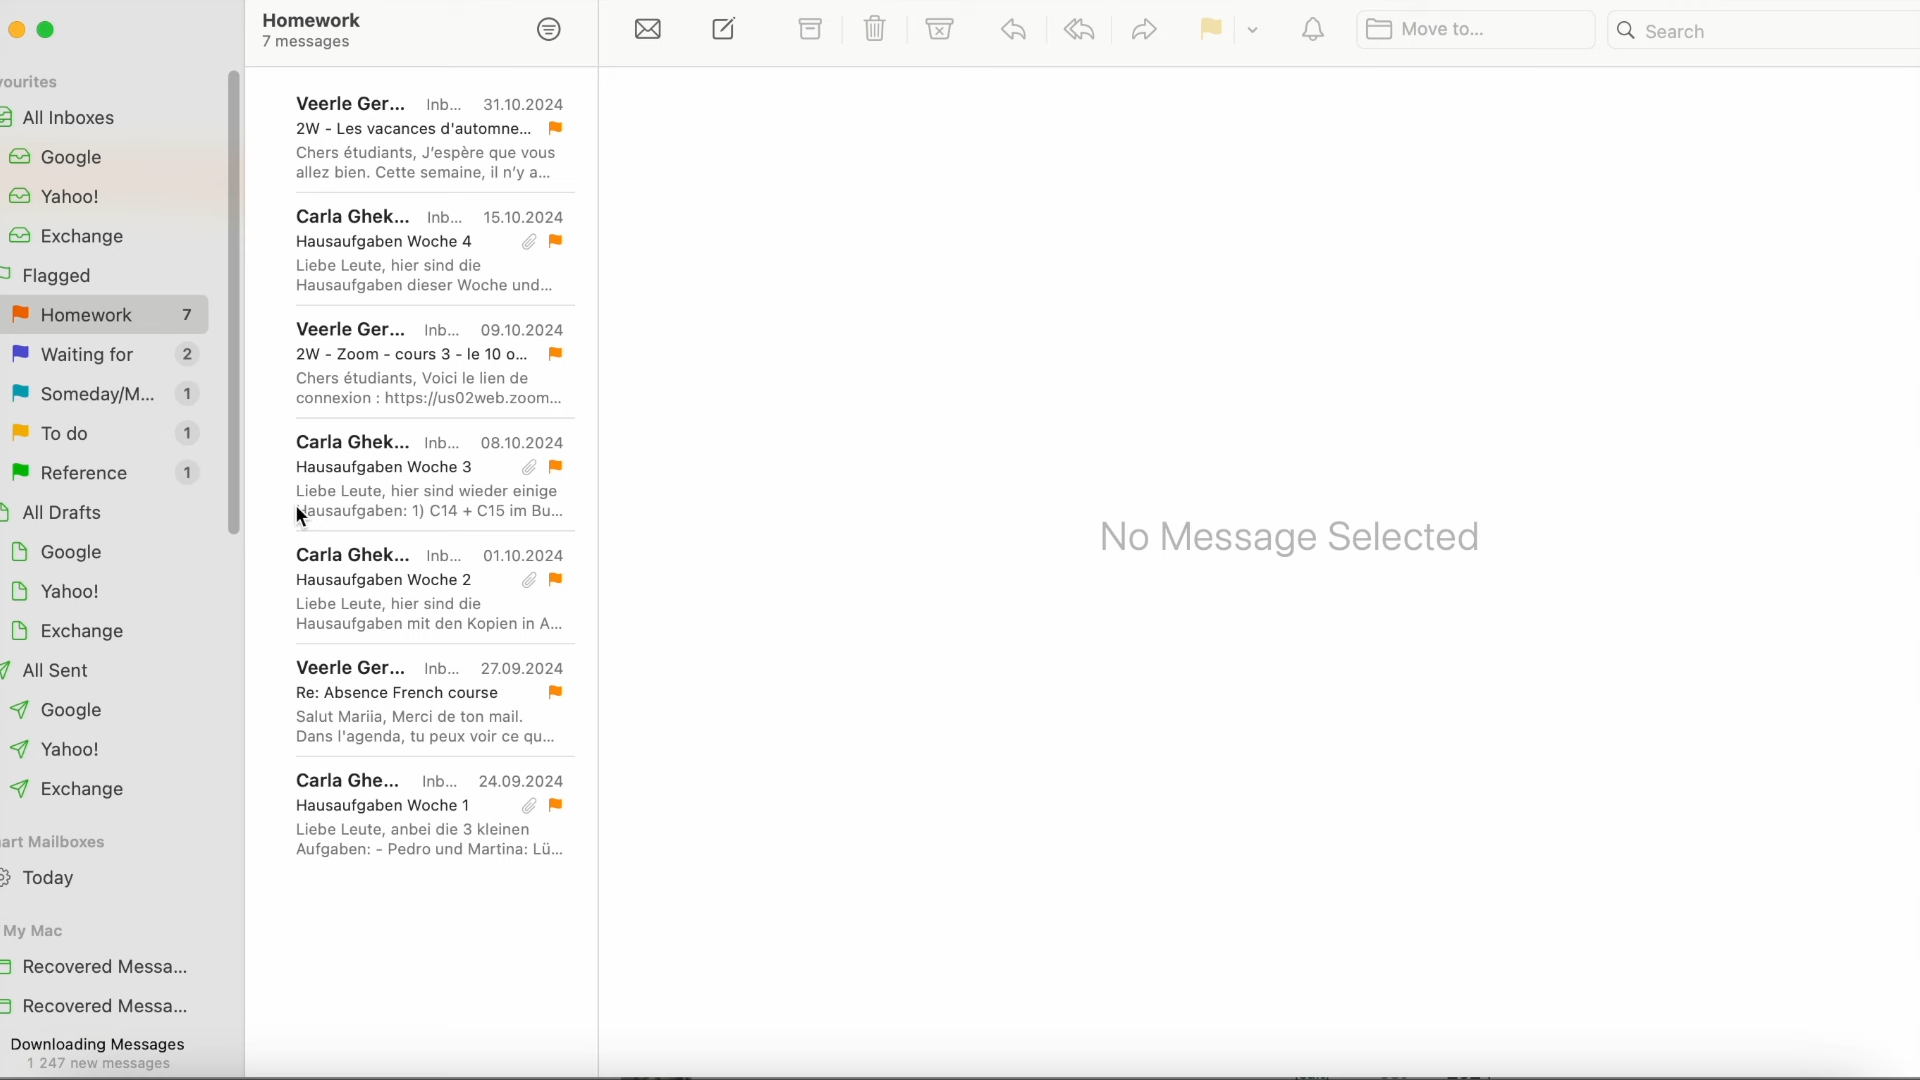 Homework
7 messages
Move to...
Search
vourites
All Inboxes
Google
Yahoo!
Exchange
Flagged
Homework 7
Waiting for 2
Someday/M... 1
To do 1
Reference 1
All Drafts
Google
Yahoo!
Exchange
All Sent
Google
Yahoo!
Exchange
art Mailboxes
Today
My Mac
Recovered Messa...
Recovered Messa...
Downloading Messages
1 247 new messages
Veerle Ger... Inb... 31.10.2024
2W - Les vacances d'automne...
Chers étudiants, J'espère que vous
allez bien. Cette semaine, il n'y a...
Carla Ghek... Inb... 15.10.2024
Hausaufgaben Woche 4
Liebe Leute, hier sind die
Hausaufgaben dieser Woche und...
Veerle Ger... Inb... 09.10.2024
2W - Zoom - cours 3 - le 10 o...
Chers étudiants, Voici le lien de
connexion : https://us02web.zoom...
Carla Ghek... Inb... 08.10.2024
Hausaufgaben Woche 3
Liebe Leute, hier sind wieder einige
Hausaufgaben: 1) C14 + C15 im Bu...
Carla Ghek... Inb... 01.10.2024
Hausaufgaben Woche 2
Liebe Leute, hier sind die
Hausaufgaben mit den Kopien in A...
Veerle Ger... Inb... 27.09.2024
Re: Absence French course
Salut Mariia, Merci de ton mail.
Dans l'agenda, tu peux voir ce qu...
Carla Ghe... Inb... 24.09.2024
Hausaufgaben Woche 1
Liebe Leute, anbei die 3 kleinen
Aufgaben: - Pedro und Martina: Lü...
No Message Selected